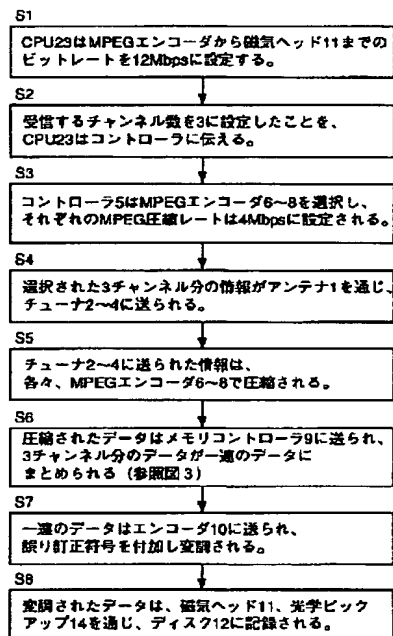 S1
CPU23はMPEGエンコーダから磁気ヘッド11までの
ビットレートを12Mbpsに設定する。
S2
受信するチャンネル数を3に設定したことを、
CPU23はコントローラに伝える。
S3
コントローラ5はMPEGエンコーダ6〜8を選択し、
それぞれのMPEG圧縮レートは4Mbpsに設定される。
S4
選択された3チャンネル分の情報がアンテナ1を通じ、
チューナ2〜4に送られる。
S5
チューナ2〜4に送られた情報は、
各々、MPEGエンコーダ6〜8で圧縮される。
S6
圧縮されたデータはメモリコントローラ9に送られ、
3チャンネル分のデータが一連のデータに
まとめられる（参照図3）
S7
一連のデータはエンコーダ10に送られ、
誤り訂正符号を付加し変調される。
S8
変調されたデータは、磁気ヘッド11、光学ピック
アップ14を通じ、ディスク12に記録される。